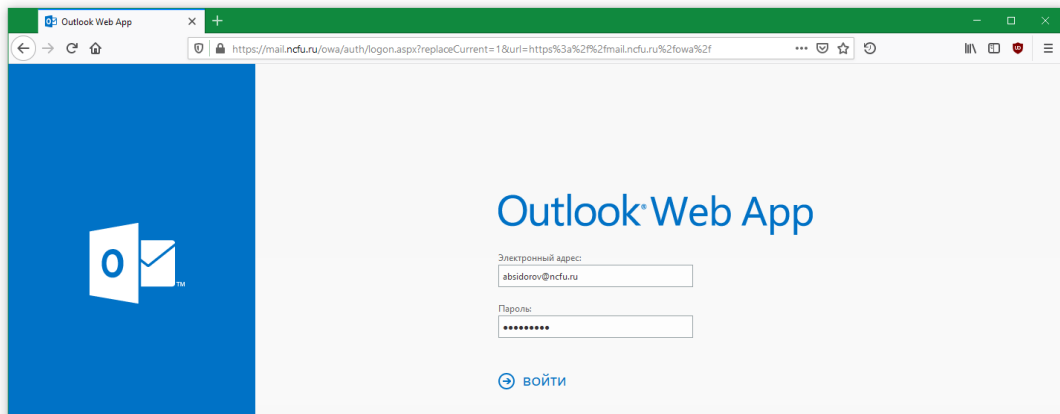 Outlook Web App
https://mail.ncfu.ru/owa/auth/logon.aspx?replaceCurrent=1&url=https%3a%2f%2fmail.ncfu.ru%2fowa%2f
Outlook® Web App
Электронный адрес:
absidorov@ncfu.ru
Пароль:
•••••••••
ВОЙТИ
O
TM